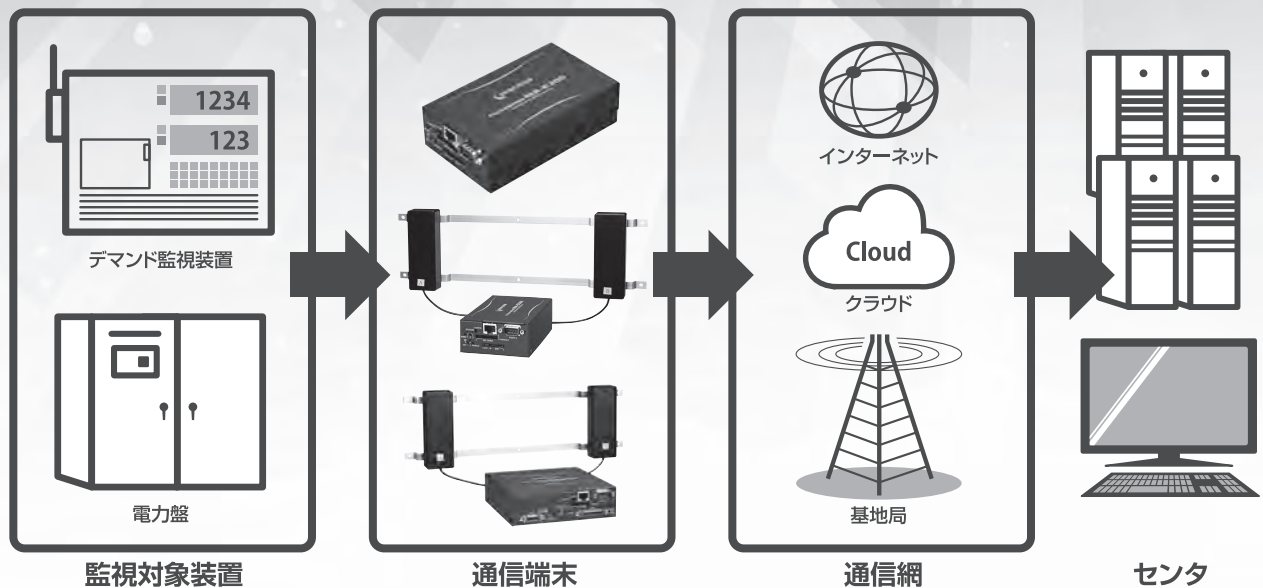 1234
123
デマンド監視装置
電力盤
監視対象装置
通信端末
インターネット
Cloud
クラウド
基地局
通信網
センタ